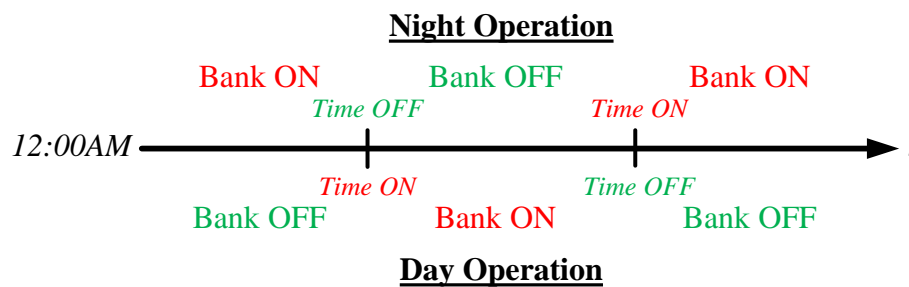 Night Operation
Bank ON Bank OFF Bank ON
Time OFF Time ON
12:00AM
Time ON Time OFF
Bank OFF Bank ON Bank OFF
Day Operation